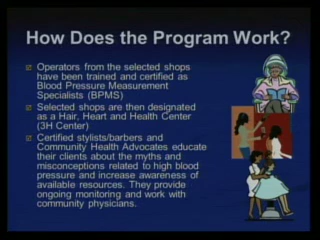 How Does the Program Work?
Operators from the selected shops
have been trained and certified as
Blood Pressure Measurement
Specialists (BPMS)
Selected shops are then designated
as a Hair, Heart and Health Center
(3H Center)
Certified stylists/barbers and
Community Health Advocates educate
their clients about the myths and
misconceptions related to high blood
pressure and increase awareness of
available resources. They provide
ongoing monitoring and work with
community physicians.